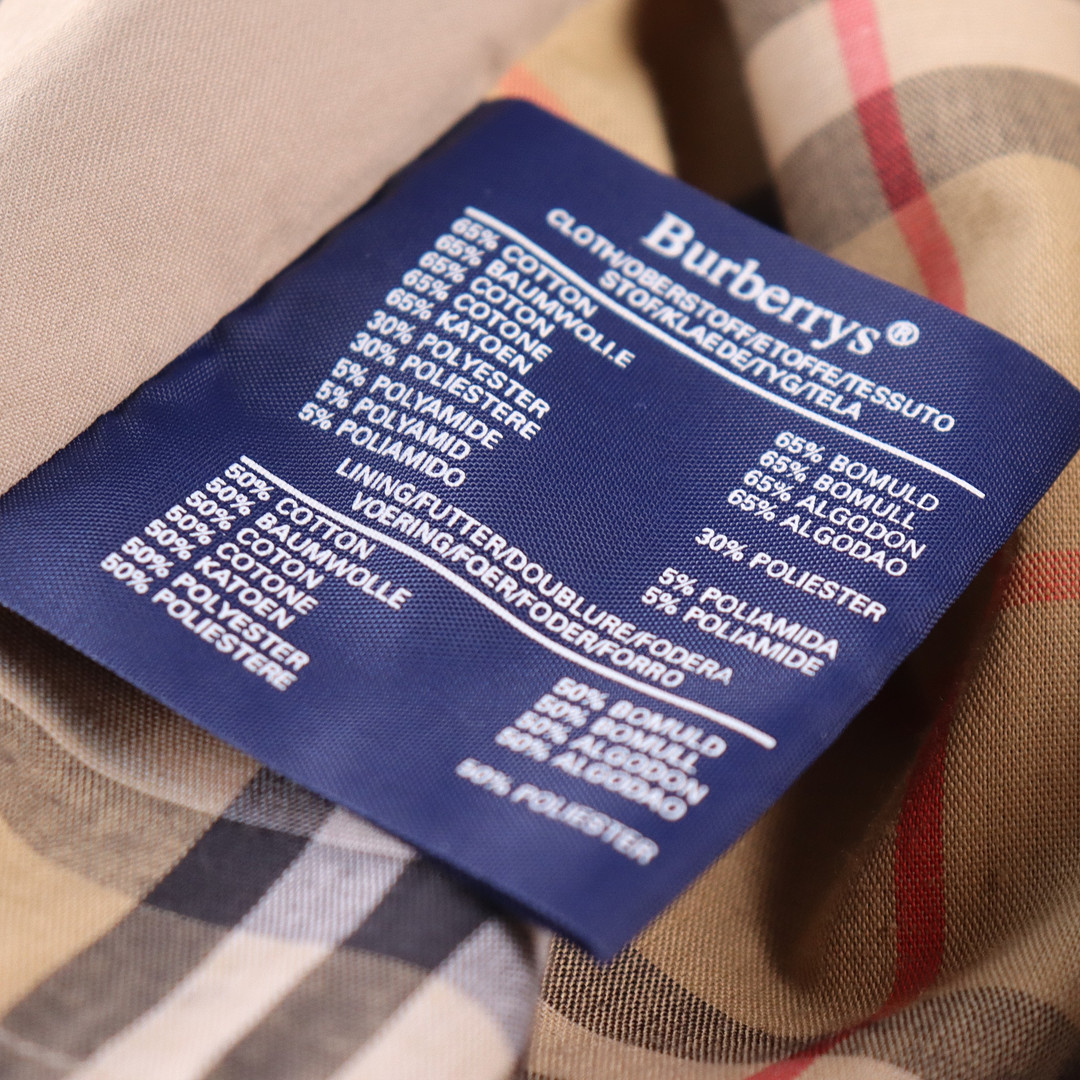 Burberrys®
CLOTH/OBERSTOFF/ETOFFE/TESSUTO
STOF/KLAEDE/TYG/TELA
65% COTTON
65% BAUMWOLLE
65% COTON
65% COTONE
65% KATOEN
30% POLYESTER
30% POLIESTERE
5% POLYAMIDE
5% POLYAMID
5% POLIAMIDO
65% BOMULD
65% BOMULL
65% ALGODON
65% ALGODAO
30% POLIESTER
5% POLIAMIDA
5% POLIAMIDE
LINING/FUTTER/DOUBLURE/FODERA
VOERING/FOER/FODER/FORRO
50% COTTON
50% BAUMWOLLE
50% COTON
50% COTONE
50% KATOEN
50% POLYESTER
50% POLIESTERE
50% BOMULD
50% BOMULL
50% ALGODON
50% ALGODAO
50% POLIESTER